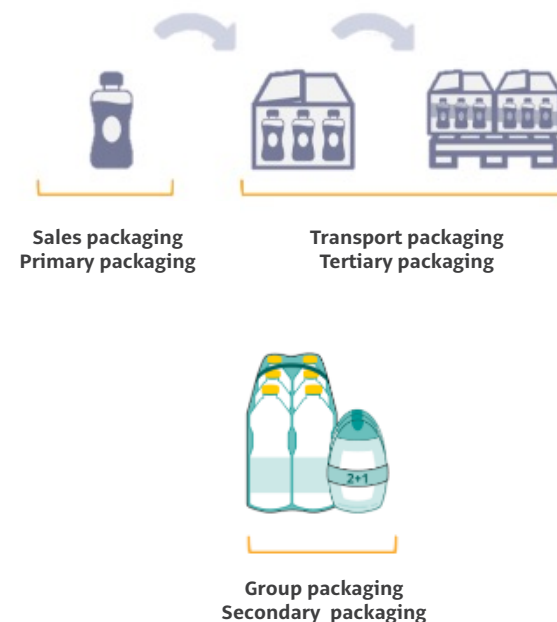 Sales packaging
Primary packaging
Transport packaging
Tertiary packaging
2+1
Group packaging
Secondary packaging